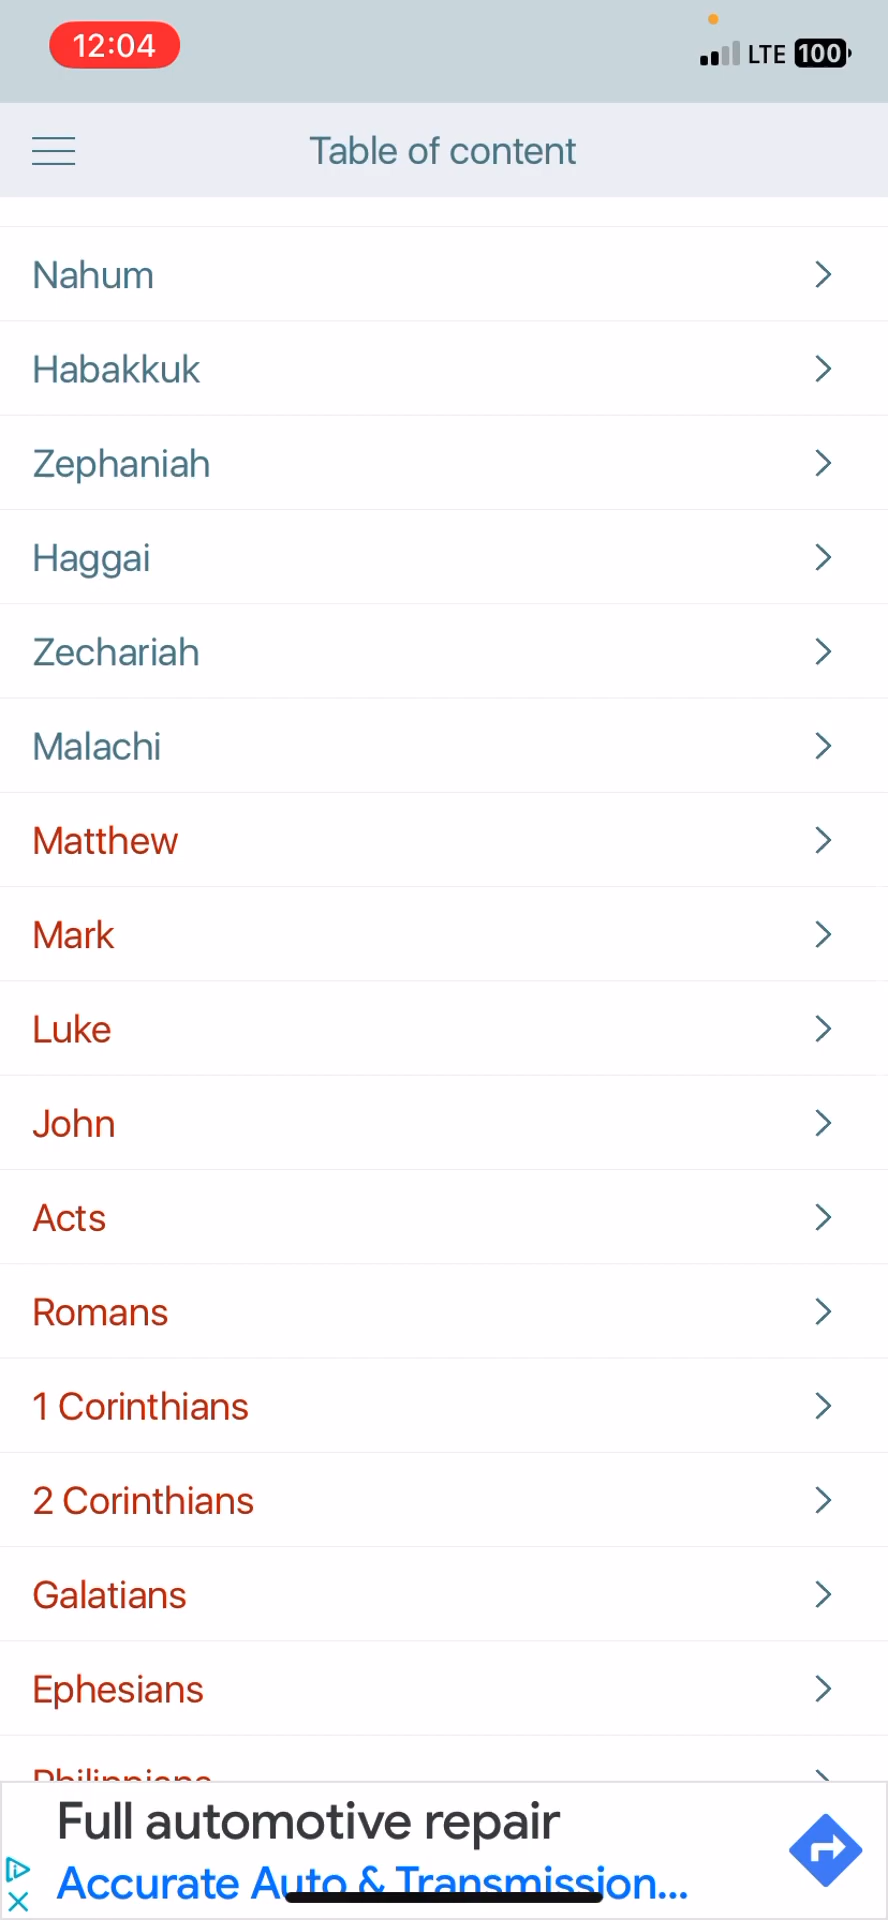 12:04
LTE 100
Table of content
Nahum
Habakkuk
Zephaniah
Haggai
Zechariah
Malachi
Matthew
Mark
Luke
John
Acts
Romans
1 Corinthians
2 Corinthians
Galatians
Ephesians
Philippians
Full automotive repair
Accurate Auto & Transmission...